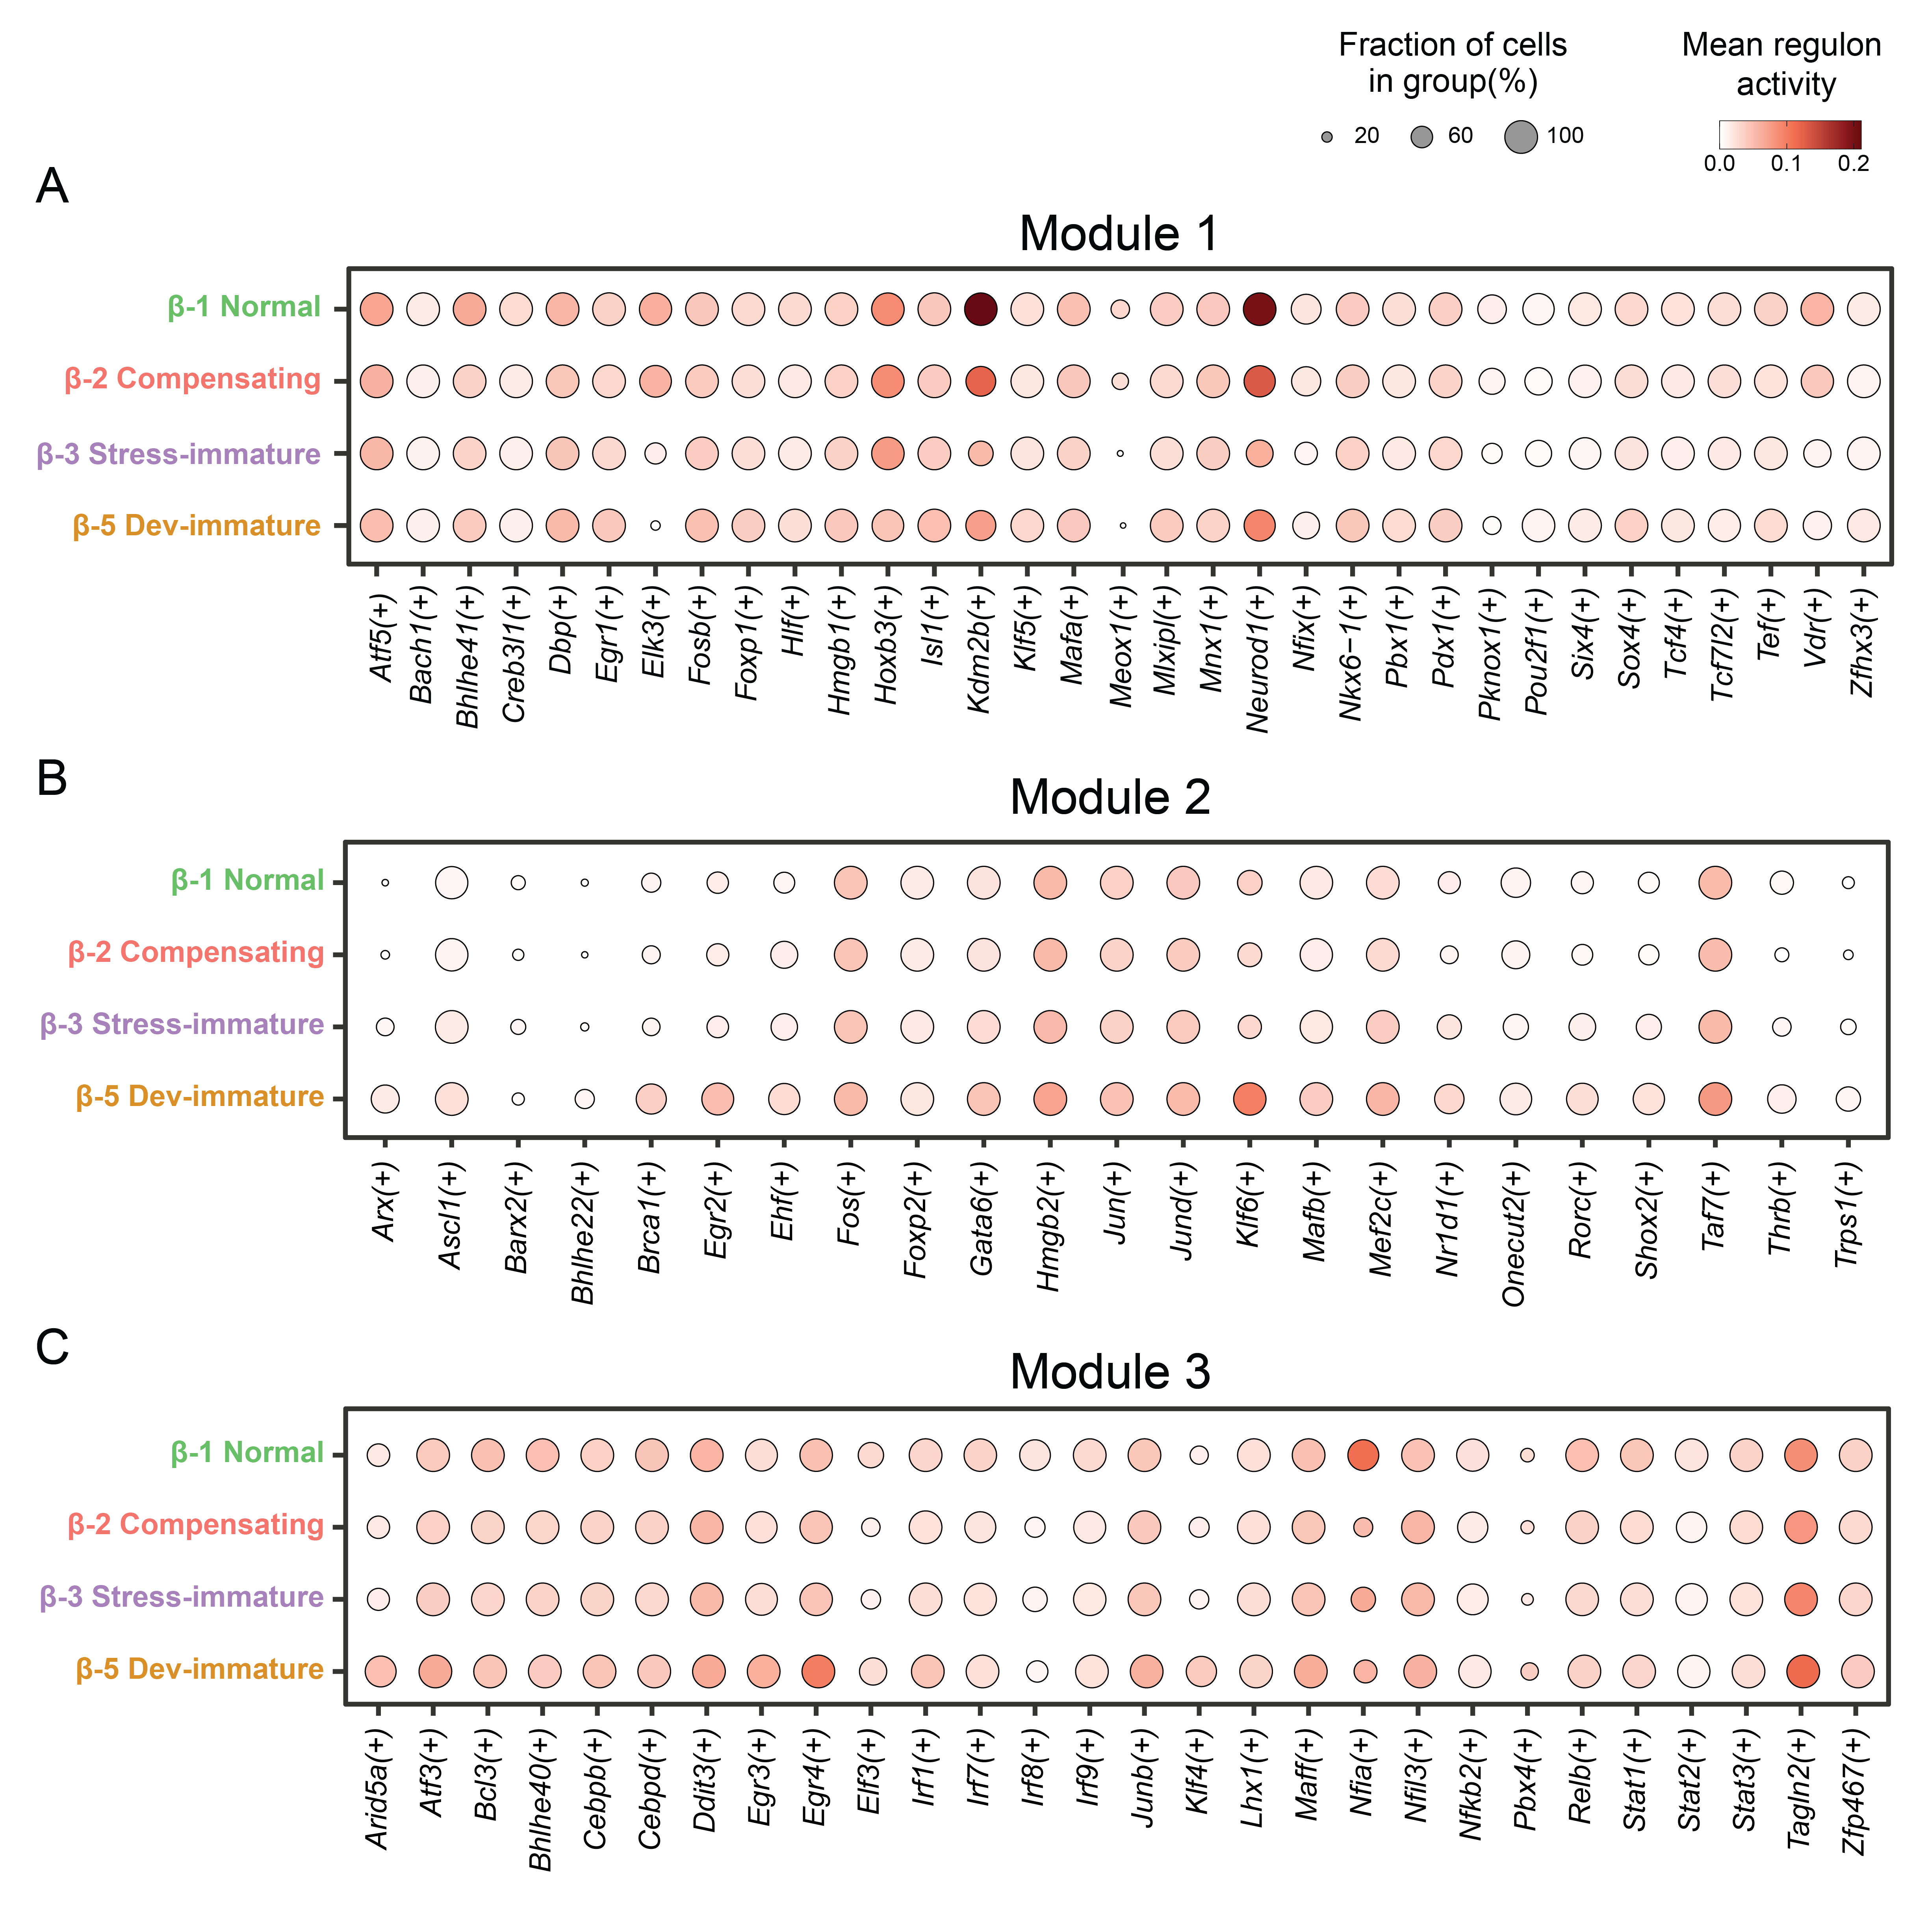 Fraction of cells
in group(%)
20 60 100
Mean regulon
activity
0.0 0.1 0.2
A
Module 1
β-1 Normal
β-2 Compensating
β-3 Stress-immature
β-5 Dev-immature
Atf5(+) Bach1(+) Bhlhe41(+) Creb3l1(+) Dbp(+) Egr1(+) Elk3(+) Fosb(+) Foxp1(+) Hlf(+) Hmgb1(+) Hoxb3(+) Isl1(+) Kdm2b(+) Klf5(+) Mafa(+) Meox1(+) Mlxipl(+) Mnx1(+) Neurod1(+) Nfix(+) Nkx6−1(+) Pbx1(+) Pdx1(+) Pknox1(+) Pou2f1(+) Six4(+) Sox4(+) Tcf4(+) Tcf7l2(+) Tef(+) Vdr(+) Zfhx3(+)
B
Module 2
β-1 Normal
β-2 Compensating
β-3 Stress-immature
β-5 Dev-immature
Arx(+) Ascl1(+) Barx2(+) Bhlhe22(+) Brca1(+) Egr2(+) Ehf(+) Fos(+) Foxp2(+) Gata6(+) Hmgb2(+) Jun(+) Jund(+) Klf6(+) Mafb(+) Mef2c(+) Nr1d1(+) Onecut2(+) Rorc(+) Shox2(+) Taf7(+) Thrb(+) Trps1(+)
C
Module 3
β-1 Normal
β-2 Compensating
β-3 Stress-immature
β-5 Dev-immature
Arid5a(+) Atf3(+) Bcl3(+) Bhlhe40(+) Cebpb(+) Cebpd(+) Ddit3(+) Egr3(+) Egr4(+) Elf3(+) Irf1(+) Irf7(+) Irf8(+) Irf9(+) Junb(+) Klf4(+) Lhx1(+) Maff(+) Nfia(+) Nfil3(+) Nfkb2(+) Pbx4(+) Relb(+) Stat1(+) Stat2(+) Stat3(+) Tagln2(+) Zfp467(+)